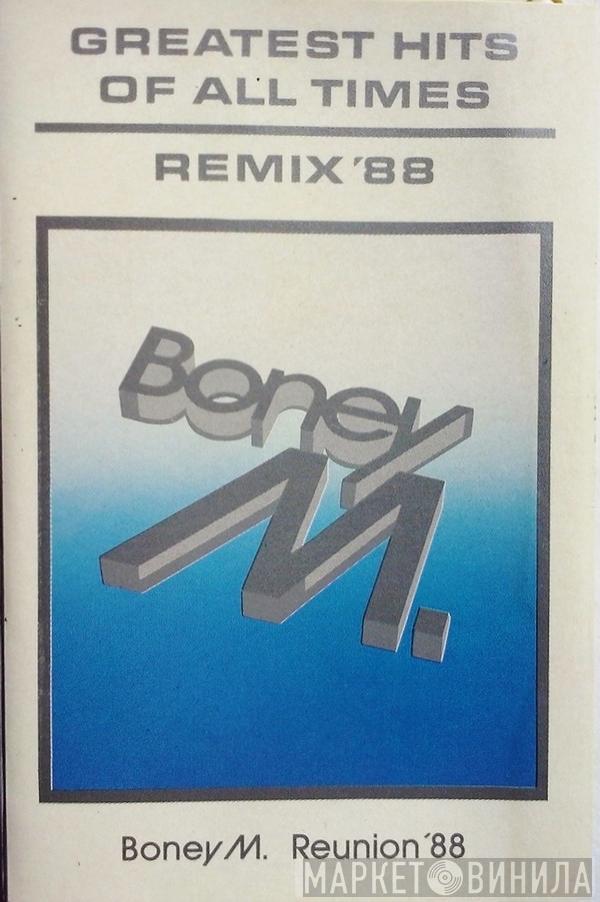 GREATEST HITS
OF ALL TIMES
REMIX '88
Boney
M.
Boney M. Reunion '88
МАРКЕТ ВИНИЛА